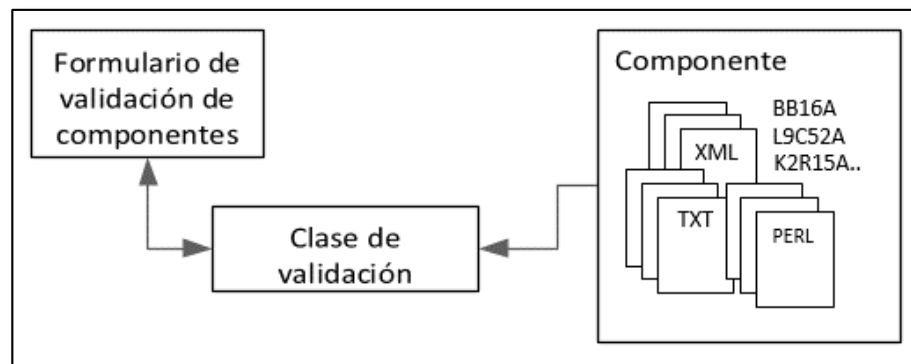 Formulario de
validación de
componentes
Clase de
validación
Componente
BB16A
L9C52A
K2R15A..
XML
TXT
PERL